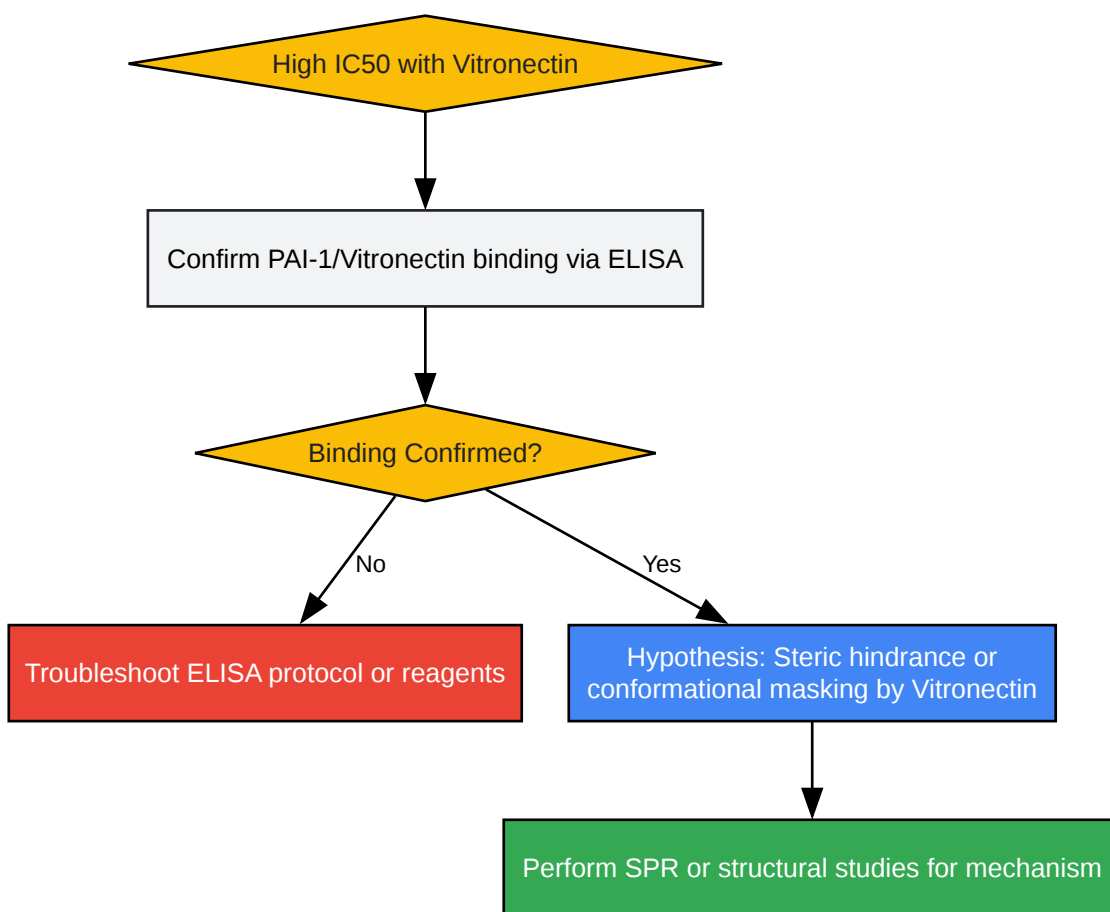 High IC50 with Vitronectin
Confirm PAI-1/Vitronectin binding via ELISA
Binding Confirmed?
No
Yes
Troubleshoot ELISA protocol or reagents
Hypothesis: Steric hindrance or
conformational masking by Vitronectin
Perform SPR or structural studies for mechanism